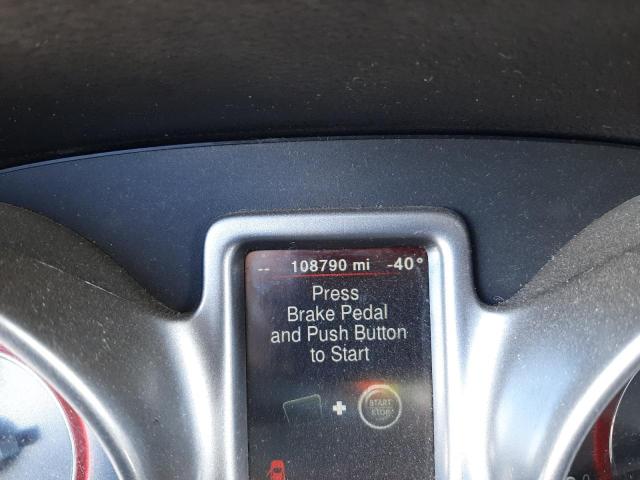 -- 108790 mi -40°
Press
Brake Pedal
and Push Button
to Start
START
STOP